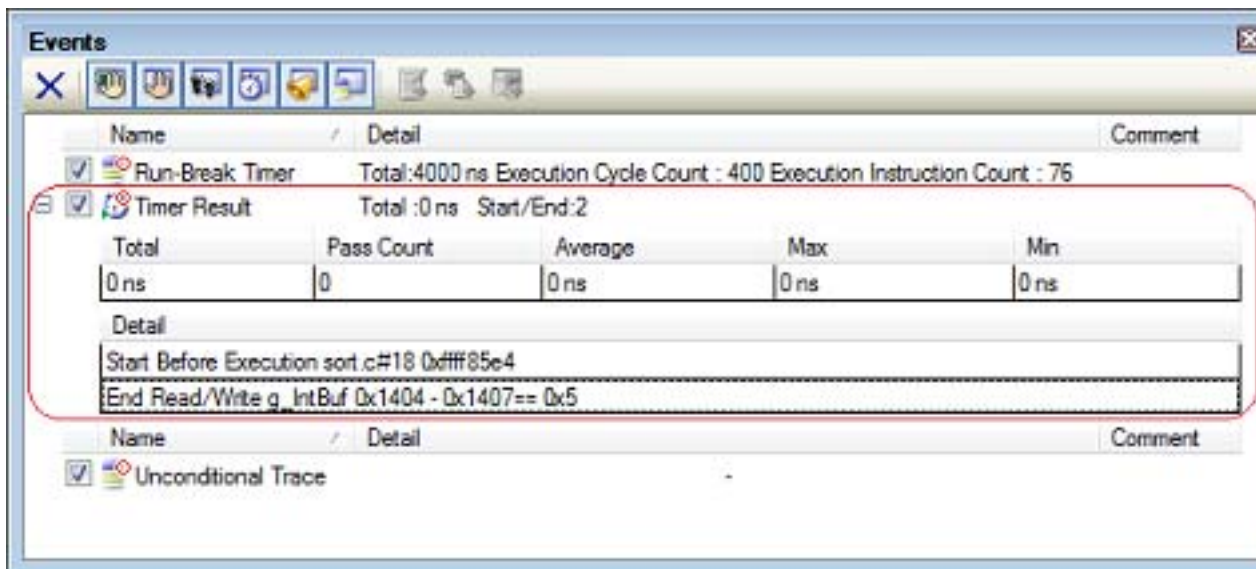 Events
Name / Detail Comment
Run-Break Timer Total:4000 ns Execution Cycle Count : 400 Execution Instruction Count : 76
Timer Result Total :0 ns Start/End:2
Total Pass Count Average Max Min
0 ns 0 0 ns 0 ns 0 ns
Detail
Start Before Execution sort.c#18 0xffff85e4
End Read/Write g_IntBuf 0x1404 - 0x1407== 0x5
Name / Detail Comment
Unconditional Trace -